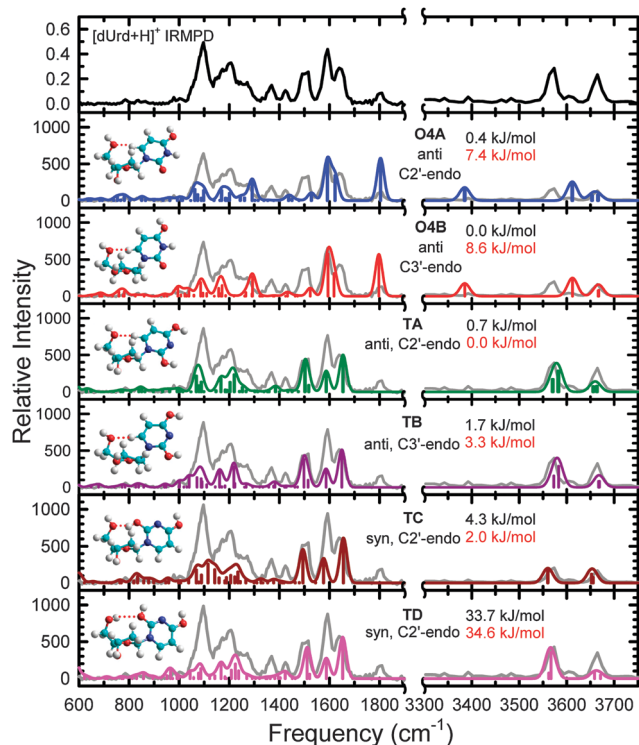 [dUrd+H]+ IRMPD
0.6
0.4
0.2
0.0
O4A 0.4 kJ/mol
anti 7.4 kJ/mol
C2'-endo
1000
500
0
O4B 0.0 kJ/mol
anti 8.6 kJ/mol
C3'-endo
1000
500
0
TA 0.7 kJ/mol
anti, C2'-endo 0.0 kJ/mol
1000
500
0
TB 1.7 kJ/mol
anti, C3'-endo 3.3 kJ/mol
1000
500
0
TC 4.3 kJ/mol
syn, C2'-endo 2.0 kJ/mol
1000
500
0
TD 33.7 kJ/mol
syn, C2'-endo 34.6 kJ/mol
1000
500
0
Relative Intensity
600 800 1000 1200 1400 1600 1800 3300 3400 3500 3600 3700
Frequency (cm-1)